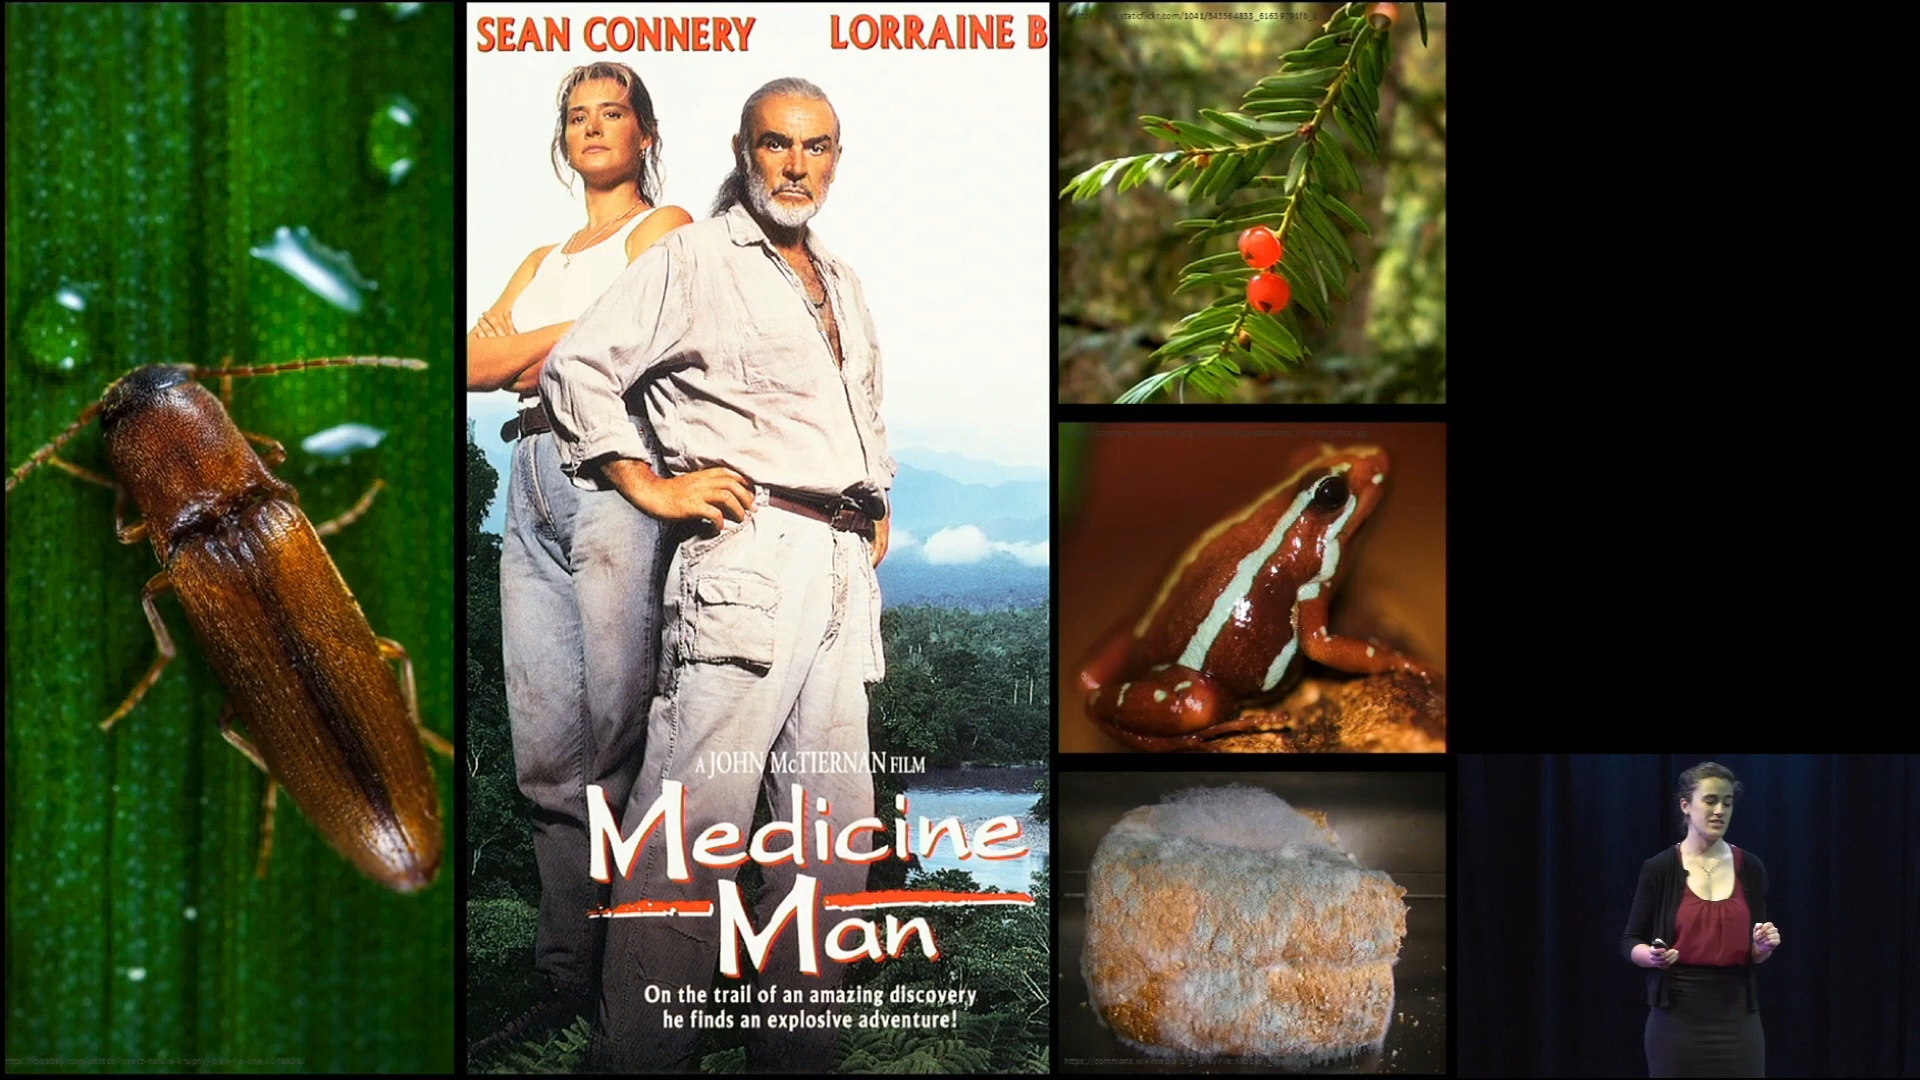 SEAN CONNERY
LORRAINE B
A JOHN McTIERNAN FILM
Medicine
Man
On the trail of an amazing discovery
he finds an explosive adventure!